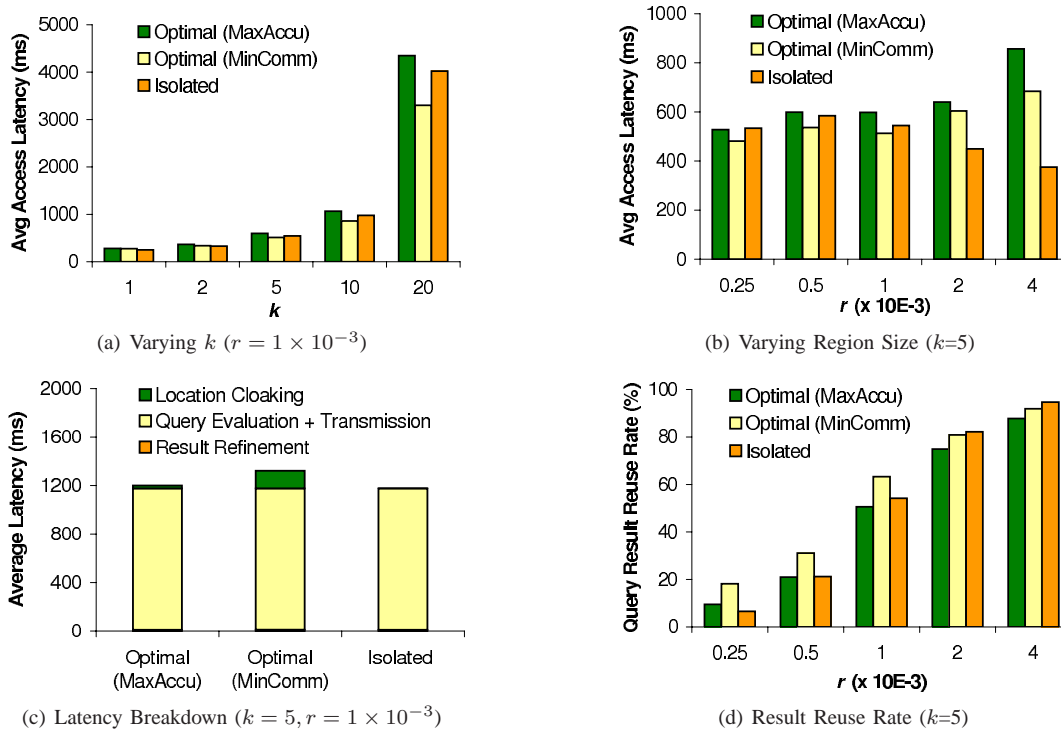 Avg Access Latency (ms)
5000
4000
3000
2000
1000
0
Optimal (MaxAccu)
Optimal (MinComm)
Isolated
1 2 5 10 20
k
(a) Varying k (r = 1 × 10−3)
Avg Access Latency (ms)
1000
800
600
400
200
0
Optimal (MaxAccu)
Optimal (MinComm)
Isolated
0.25 0.5 1 2 4
r (x 10E-3)
(b) Varying Region Size (k=5)
Average Latency (ms)
2000
1600
1200
800
400
0
Location Cloaking
Query Evaluation + Transmission
Result Refinement
Optimal Optimal Isolated
(MaxAccu) (MinComm)
(c) Latency Breakdown (k = 5, r = 1 × 10−3)
Query Result Reuse Rate (%)
100
80
60
40
20
0
Optimal (MaxAccu)
Optimal (MinComm)
Isolated
0.25 0.5 1 2 4
r (x 10E-3)
(d) Result Reuse Rate (k=5)